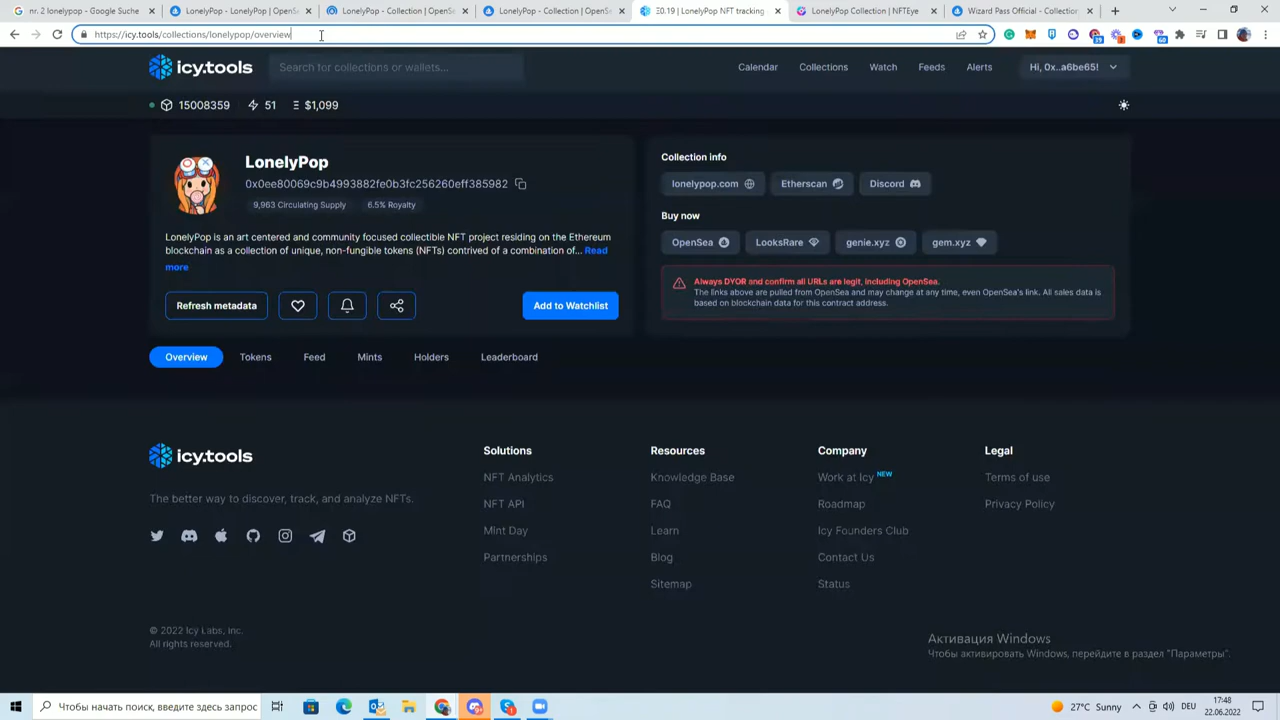 nr. 2 lonelypop - Google Suche
LonelyPop - LonelyPop | OpenS
LonelyPop - Collection | OpenSe
LonelyPop - Collection | OpenSe
Ξ0.19 | LonelyPop NFT tracking
LonelyPop Collection | NFTEye
Wizard Pass Official - Collection
https://icy.tools/collections/lonelypop/overview
icy.tools
Search for collections or wallets...
Calendar
Collections
Watch
Feeds
Alerts
Hi, 0x..a6be65!
15008359
51
Ξ $1,099
LonelyPop
0x0ee80069c9b4993882fe0b3fc256260eff385982
9,963 Circulating Supply
6.5% Royalty
LonelyPop is an art centered and community focused collectible NFT project residing on the Ethereum
blockchain as a collection of unique, non-fungible tokens (NFTs) contrived of a combination of... Read
more
Refresh metadata
Add to Watchlist
Collection info
lonelypop.com
Etherscan
Discord
Buy now
OpenSea
LooksRare
genie.xyz
gem.xyz
Always DYOR and confirm all URLs are legit, including OpenSea.
The links above are pulled from OpenSea and may change at any time, even OpenSea's link. All sales data is
based on blockchain data for this contract address.
Overview
Tokens
Feed
Mints
Holders
Leaderboard
icy.tools
The better way to discover, track, and analyze NFTs.
Solutions
NFT Analytics
NFT API
Mint Day
Partnerships
Resources
Knowledge Base
FAQ
Learn
Blog
Sitemap
Company
Work at Icy NEW
Roadmap
Icy Founders Club
Contact Us
Status
Legal
Terms of use
Privacy Policy
© 2022 Icy Labs, Inc.
All rights reserved.
Активация Windows
Чтобы активировать Windows, перейдите в раздел "Параметры".
Чтобы начать поиск, введите здесь запрос
27°C Sunny
DEU
17:48
22.06.2022